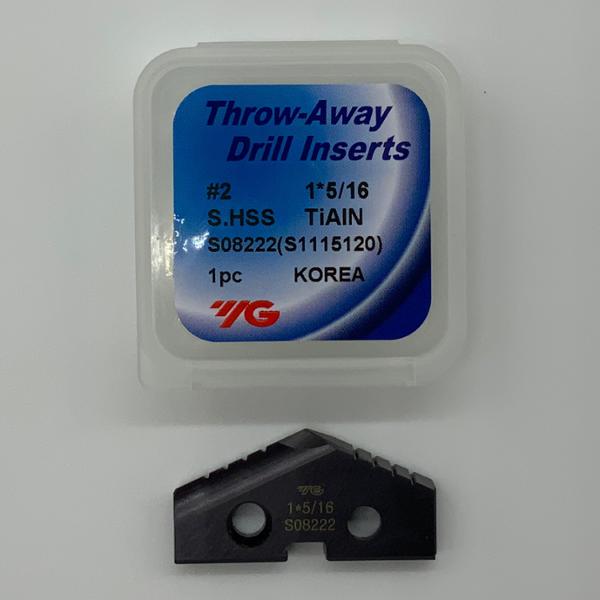 Throw-Away
Drill Inserts
#2 1*5/16
S.HSS TiAIN
S08222(S1115120)
1pc KOREA
YG
YG
1*5/16
S08222